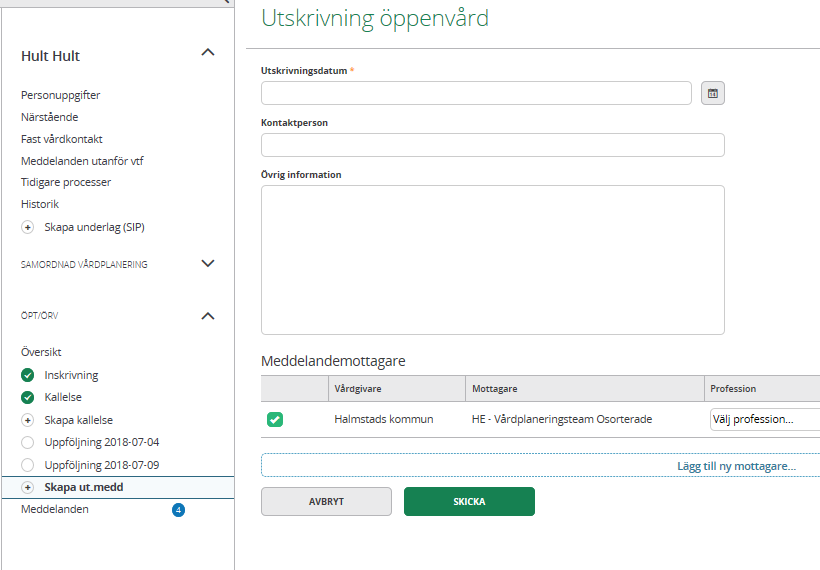 Hult Hult
Personuppgifter
Närstående
Fast vårdkontakt
Meddelanden utanför vtf
Tidigare processer
Historik
Skapa underlag (SIP)
SAMORDNAD VÅRDPLANERING
ÖPT/ÖRV
Översikt
Inskrivning
Kallelse
Skapa kallelse
Uppföljning 2018-07-04
Uppföljning 2018-07-09
Skapa ut.medd
Meddelanden 4
Utskrivning öppenvård
Utskrivningsdatum *
Kontaktperson
Övrig information
Meddelandemottagare
Vårdgivare Mottagare Profession
Halmstads kommun HE - Vårdplaneringsteam Osorterade Välj profession...
Lägg till ny mottagare...
AVBRYT SKICKA